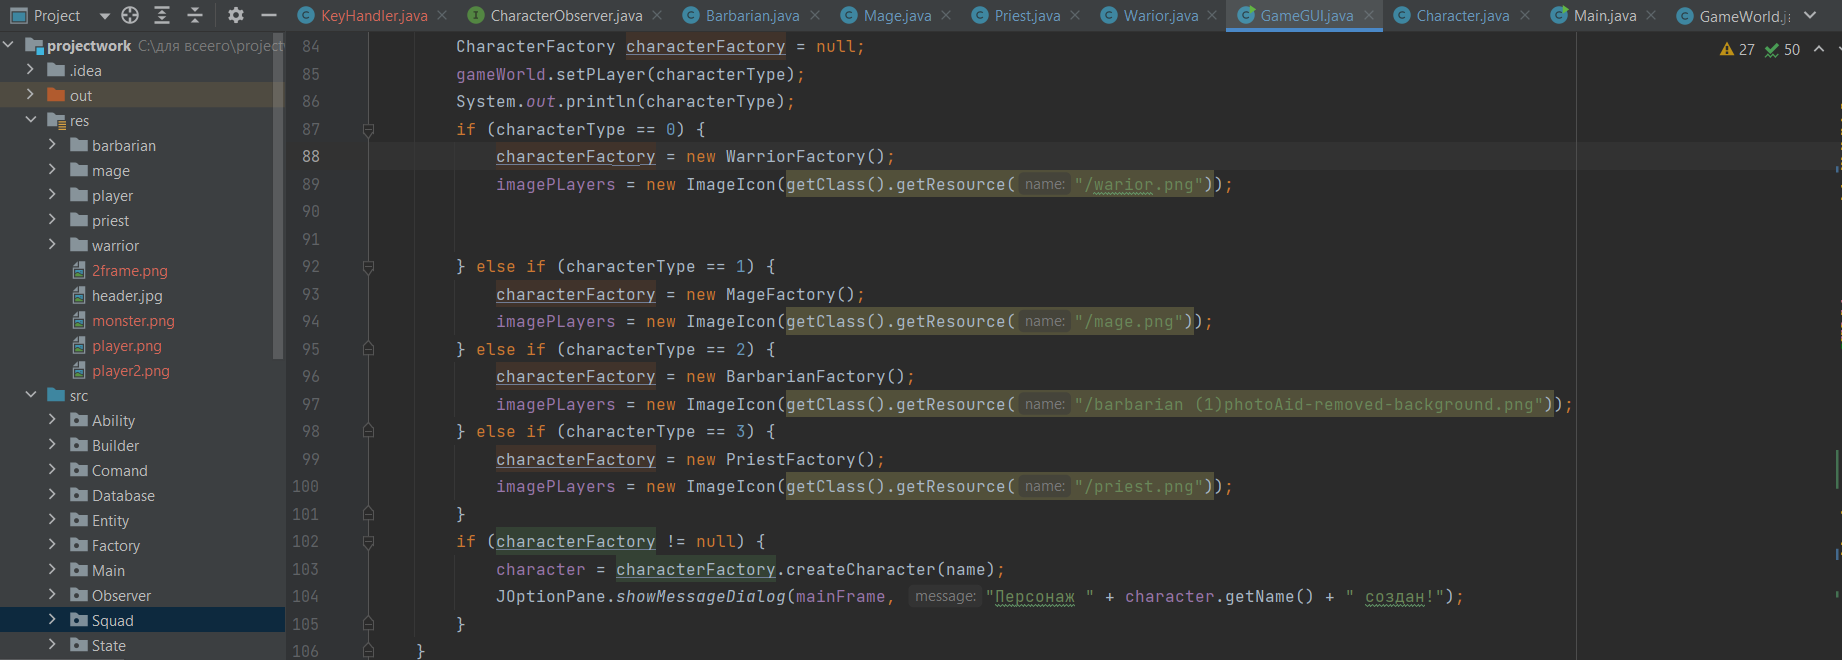 Project
KeyHandler.java
CharacterObserver.java
Barbarian.java
Mage.java
Priest.java
Warior.java
GameGUI.java
Character.java
Main.java
GameWorld.j
projectwork C:\для всеего\project
.idea
out
res
barbarian
mage
player
priest
warrior
2frame.png
header.jpg
monster.png
player.png
player2.png
src
Ability
Builder
Comand
Database
Entity
Factory
Main
Observer
Squad
State
27 50
84 CharacterFactory characterFactory = null;
85 gameWorld.setPLayer(characterType);
86 System.out.println(characterType);
87 if (characterType == 0) {
88 characterFactory = new WarriorFactory();
89 imagePLayers = new ImageIcon(getClass().getResource( name: "/warior.png"));
90
91
92 } else if (characterType == 1) {
93 characterFactory = new MageFactory();
94 imagePLayers = new ImageIcon(getClass().getResource( name: "/mage.png"));
95 } else if (characterType == 2) {
96 characterFactory = new BarbarianFactory();
97 imagePLayers = new ImageIcon(getClass().getResource( name: "/barbarian (1)photoAid-removed-background.png"));
98 } else if (characterType == 3) {
99 characterFactory = new PriestFactory();
100 imagePLayers = new ImageIcon(getClass().getResource( name: "/priest.png"));
101 }
102 if (characterFactory != null) {
103 character = characterFactory.createCharacter(name);
104 JOptionPane.showMessageDialog(mainFrame, message: "Персонаж " + character.getName() + " создан!");
105 }
106 }